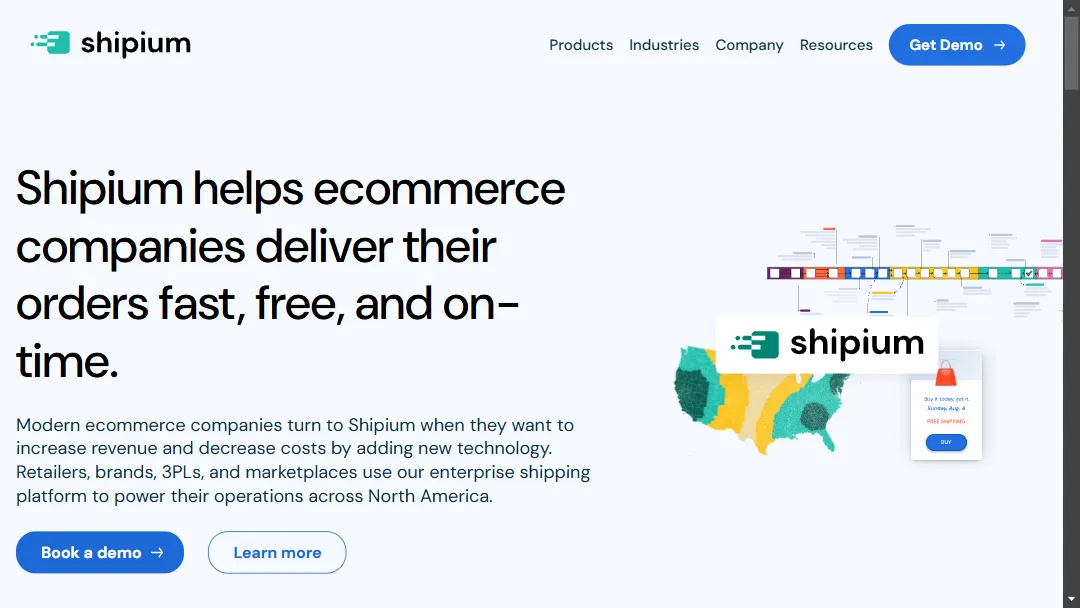 shipium
Products
Industries
Company
Resources
Get Demo
Shipium helps ecommerce
companies deliver their
orders fast, free, and on-
time.
Modern ecommerce companies turn to Shipium when they want to
increase revenue and decrease costs by adding new technology.
Retailers, brands, 3PLs, and marketplaces use our enterprise shipping
platform to power their operations across North America.
Book a demo
Learn more
shipium
Buy it today, get it,
Sunday, Aug. 4
FREE SHIPPING
BUY